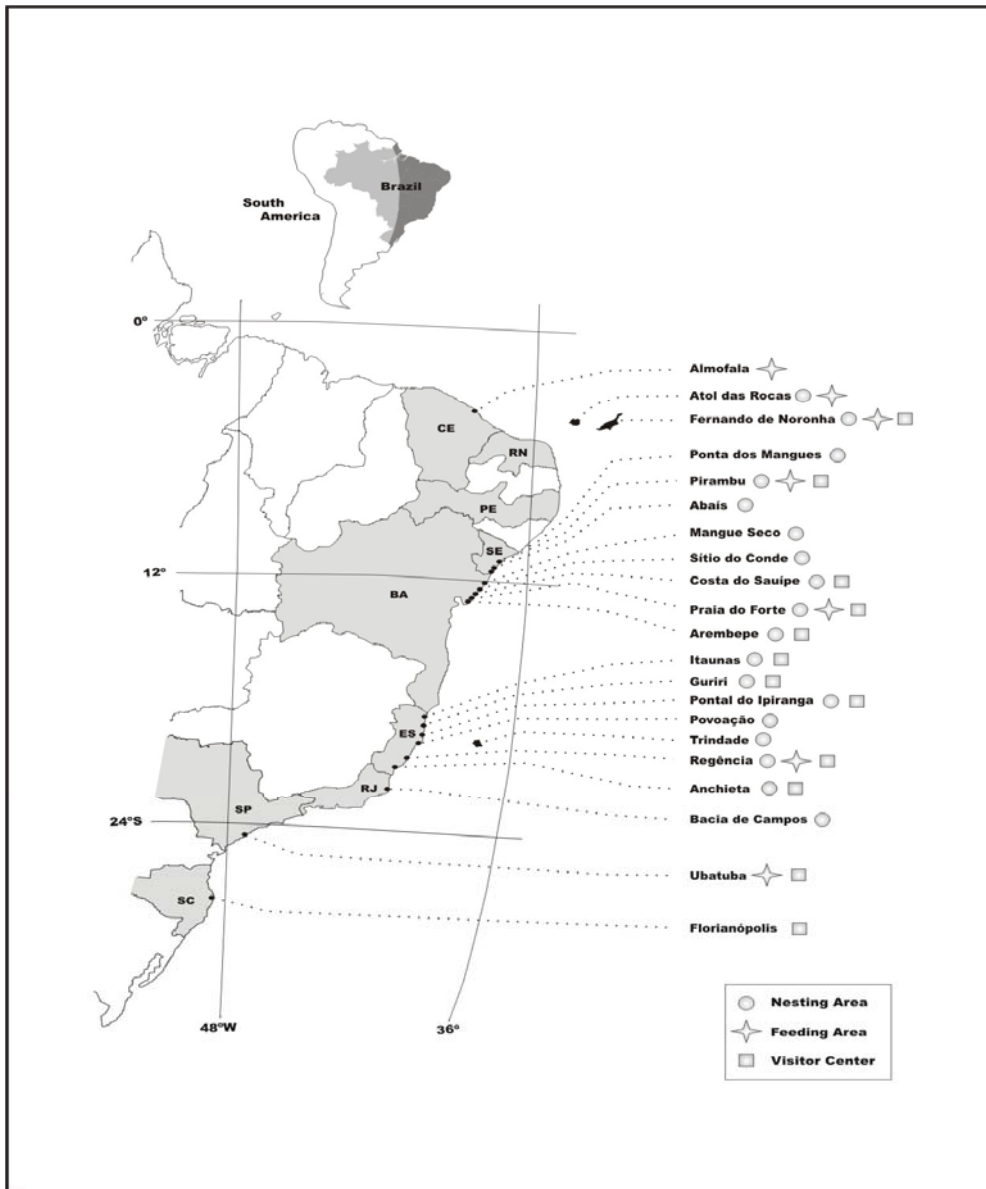 Brazil
South
America
0º
Almofala
Atol das Rocas
Fernando de Noronha
CE
RN
Ponta dos Mangues
Pirambu
PE
Abaís
Mangue Seco
SE
Sítio do Conde
12º
Costa do Sauípe
BA
Praia do Forte
Arembepe
Itaunas
Guriri
Pontal do Ipiranga
Povoação
ES
Trindade
Regência
RJ
Anchieta
SP
Bacia de Campos
24ºS
Ubatuba
SC
Florianópolis
Nesting Area
48ºW
36º
Feeding Area
Visitor Center